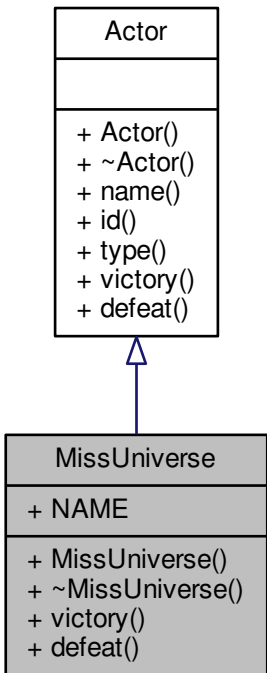 Actor
+ Actor()
+ ~Actor()
+ name()
+ id()
+ type()
+ victory()
+ defeat()
MissUniverse
+ NAME
+ MissUniverse()
+ ~MissUniverse()
+ victory()
+ defeat()